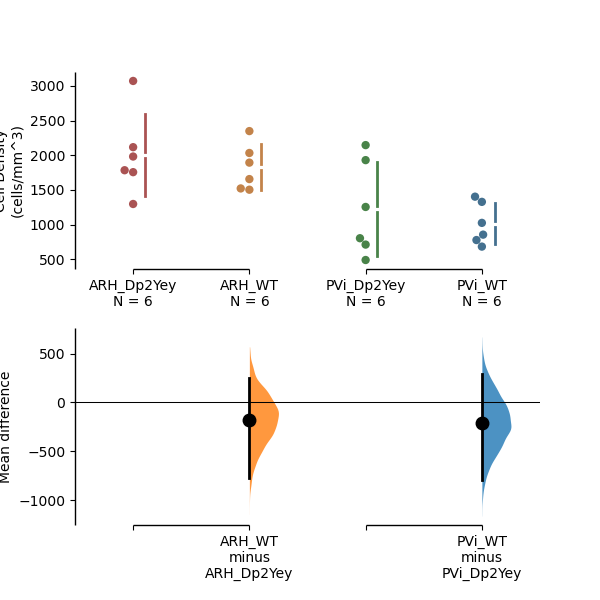 Density
(cells/mm^3)
3000
2500
2000
1500
1000
500
ARH_Dp2Yey
N = 6
ARH_WT
N = 6
PVi_Dp2Yey
N = 6
PVi_WT
N = 6
Mean difference
500
0
−500
−1000
ARH_WT
minus
ARH_Dp2Yey
PVi_WT
minus
PVi_Dp2Yey